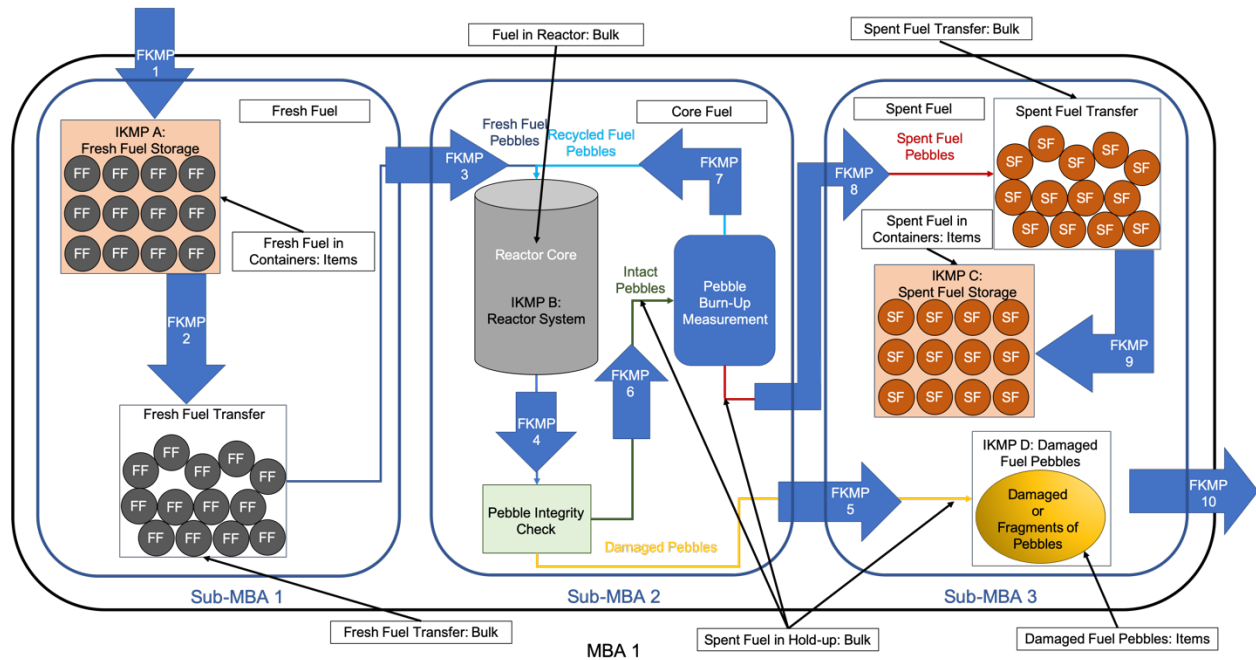 Fuel in Reactor: Bulk
Spent Fuel Transfer: Bulk
FKMP
1
Fresh Fuel
IKMP A:
Fresh Fuel Storage
FF FF FF FF
FF FF FF FF
FF FF FF FF
Fresh Fuel in
Containers: Items
FKMP
2
Fresh Fuel Transfer
FF FF
FF FF FF
FF FF FF FF
FF FF FF FF
Sub-MBA 1
Fresh Fuel Transfer: Bulk
FKMP
3
Fresh Fuel
Pebbles
Recycled Fuel
Pebbles
Core Fuel
FKMP
7
Reactor Core
IKMP B:
Reactor System
Intact
Pebbles
Pebble
Burn-Up
Measurement
FKMP
4
FKMP
6
Pebble Integrity
Check
Damaged Pebbles
Sub-MBA 2
Spent Fuel in Hold-up: Bulk
FKMP
8
Spent Fuel
Spent Fuel
Pebbles
Spent Fuel Transfer
SF SF
SF SF SF
SF SF SF SF
SF SF SF SF
Spent Fuel in
Containers: Items
IKMP C:
Spent Fuel Storage
SF SF SF SF
SF SF SF SF
SF SF SF SF
FKMP
9
FKMP
5
IKMP D: Damaged
Fuel Pebbles
Damaged
or
Fragments of
Pebbles
FKMP
10
Sub-MBA 3
Damaged Fuel Pebbles: Items
MBA 1